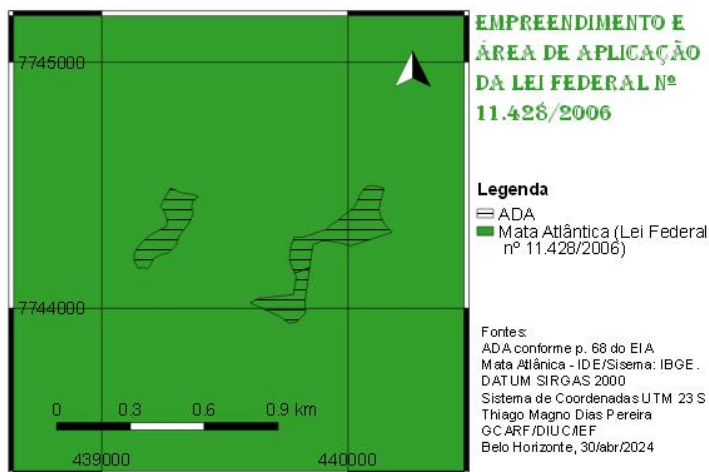 EMPREENDIMENTO E
ÁREA DE APLICAÇÃO
DA LEI FEDERAL Nº
11.428/2006
7745000
7744000
0 0.3 0.6 0.9 km
439000 440000
Legenda
ADA
Mata Atlântica (Lei Federal
nº 11.428/2006)
Fontes:
ADA conforme p. 68 do EIA
Mata Atlânica - IDE/Sisema: IBGE.
DATUM SIRGAS 2000
Sistema de Coordenadas UTM 23 S
Thiago Magno Dias Pereira
GCARF/DIUC/IEF
Belo Horizonte, 30/abr/2024